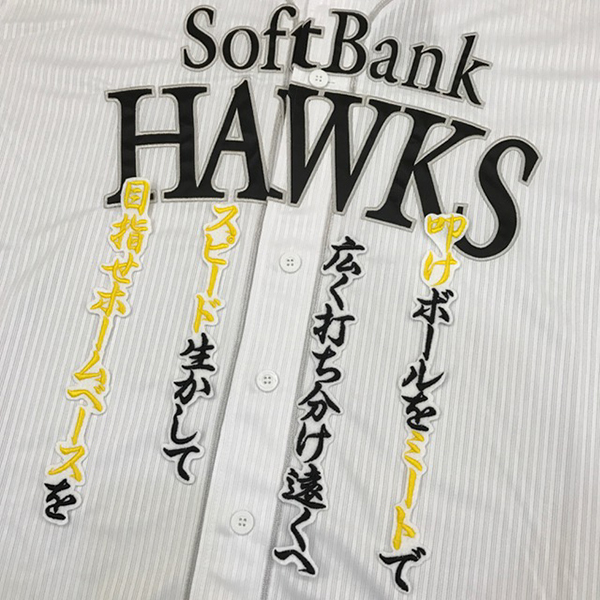 SoftBank
HAWKS
叩けボールをミートで
広く打ち分け遠くへ
スピード生かして
目指せホームベースを